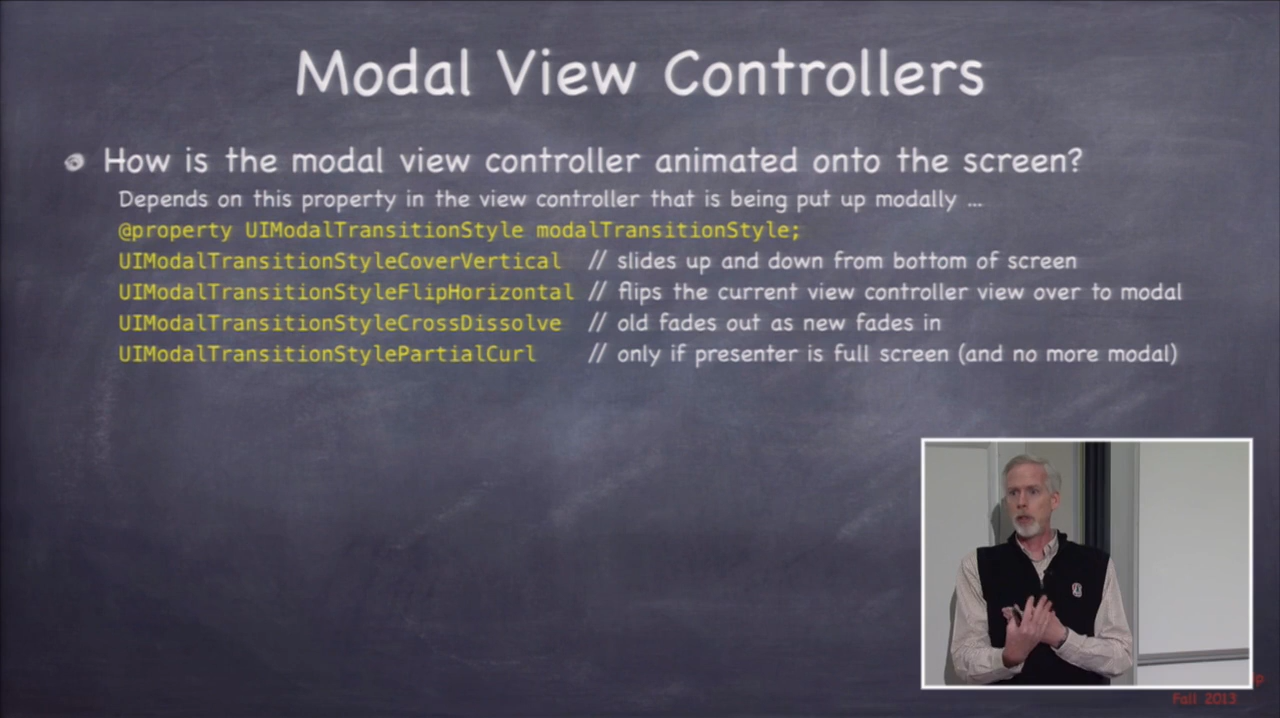 Modal View Controllers
How is the modal view controller animated onto the screen?
Depends on this property in the view controller that is being put up modally ...
@property UIModalTransitionStyle modalTransitionStyle;
UIModalTransitionStyleCoverVertical // slides up and down from bottom of screen
UIModalTransitionStyleFlipHorizontal // flips the current view controller view over to modal
UIModalTransitionStyleCrossDissolve // old fades out as new fades in
UIModalTransitionStylePartialCurl // only if presenter is full screen (and no more modal)
Fall 2013